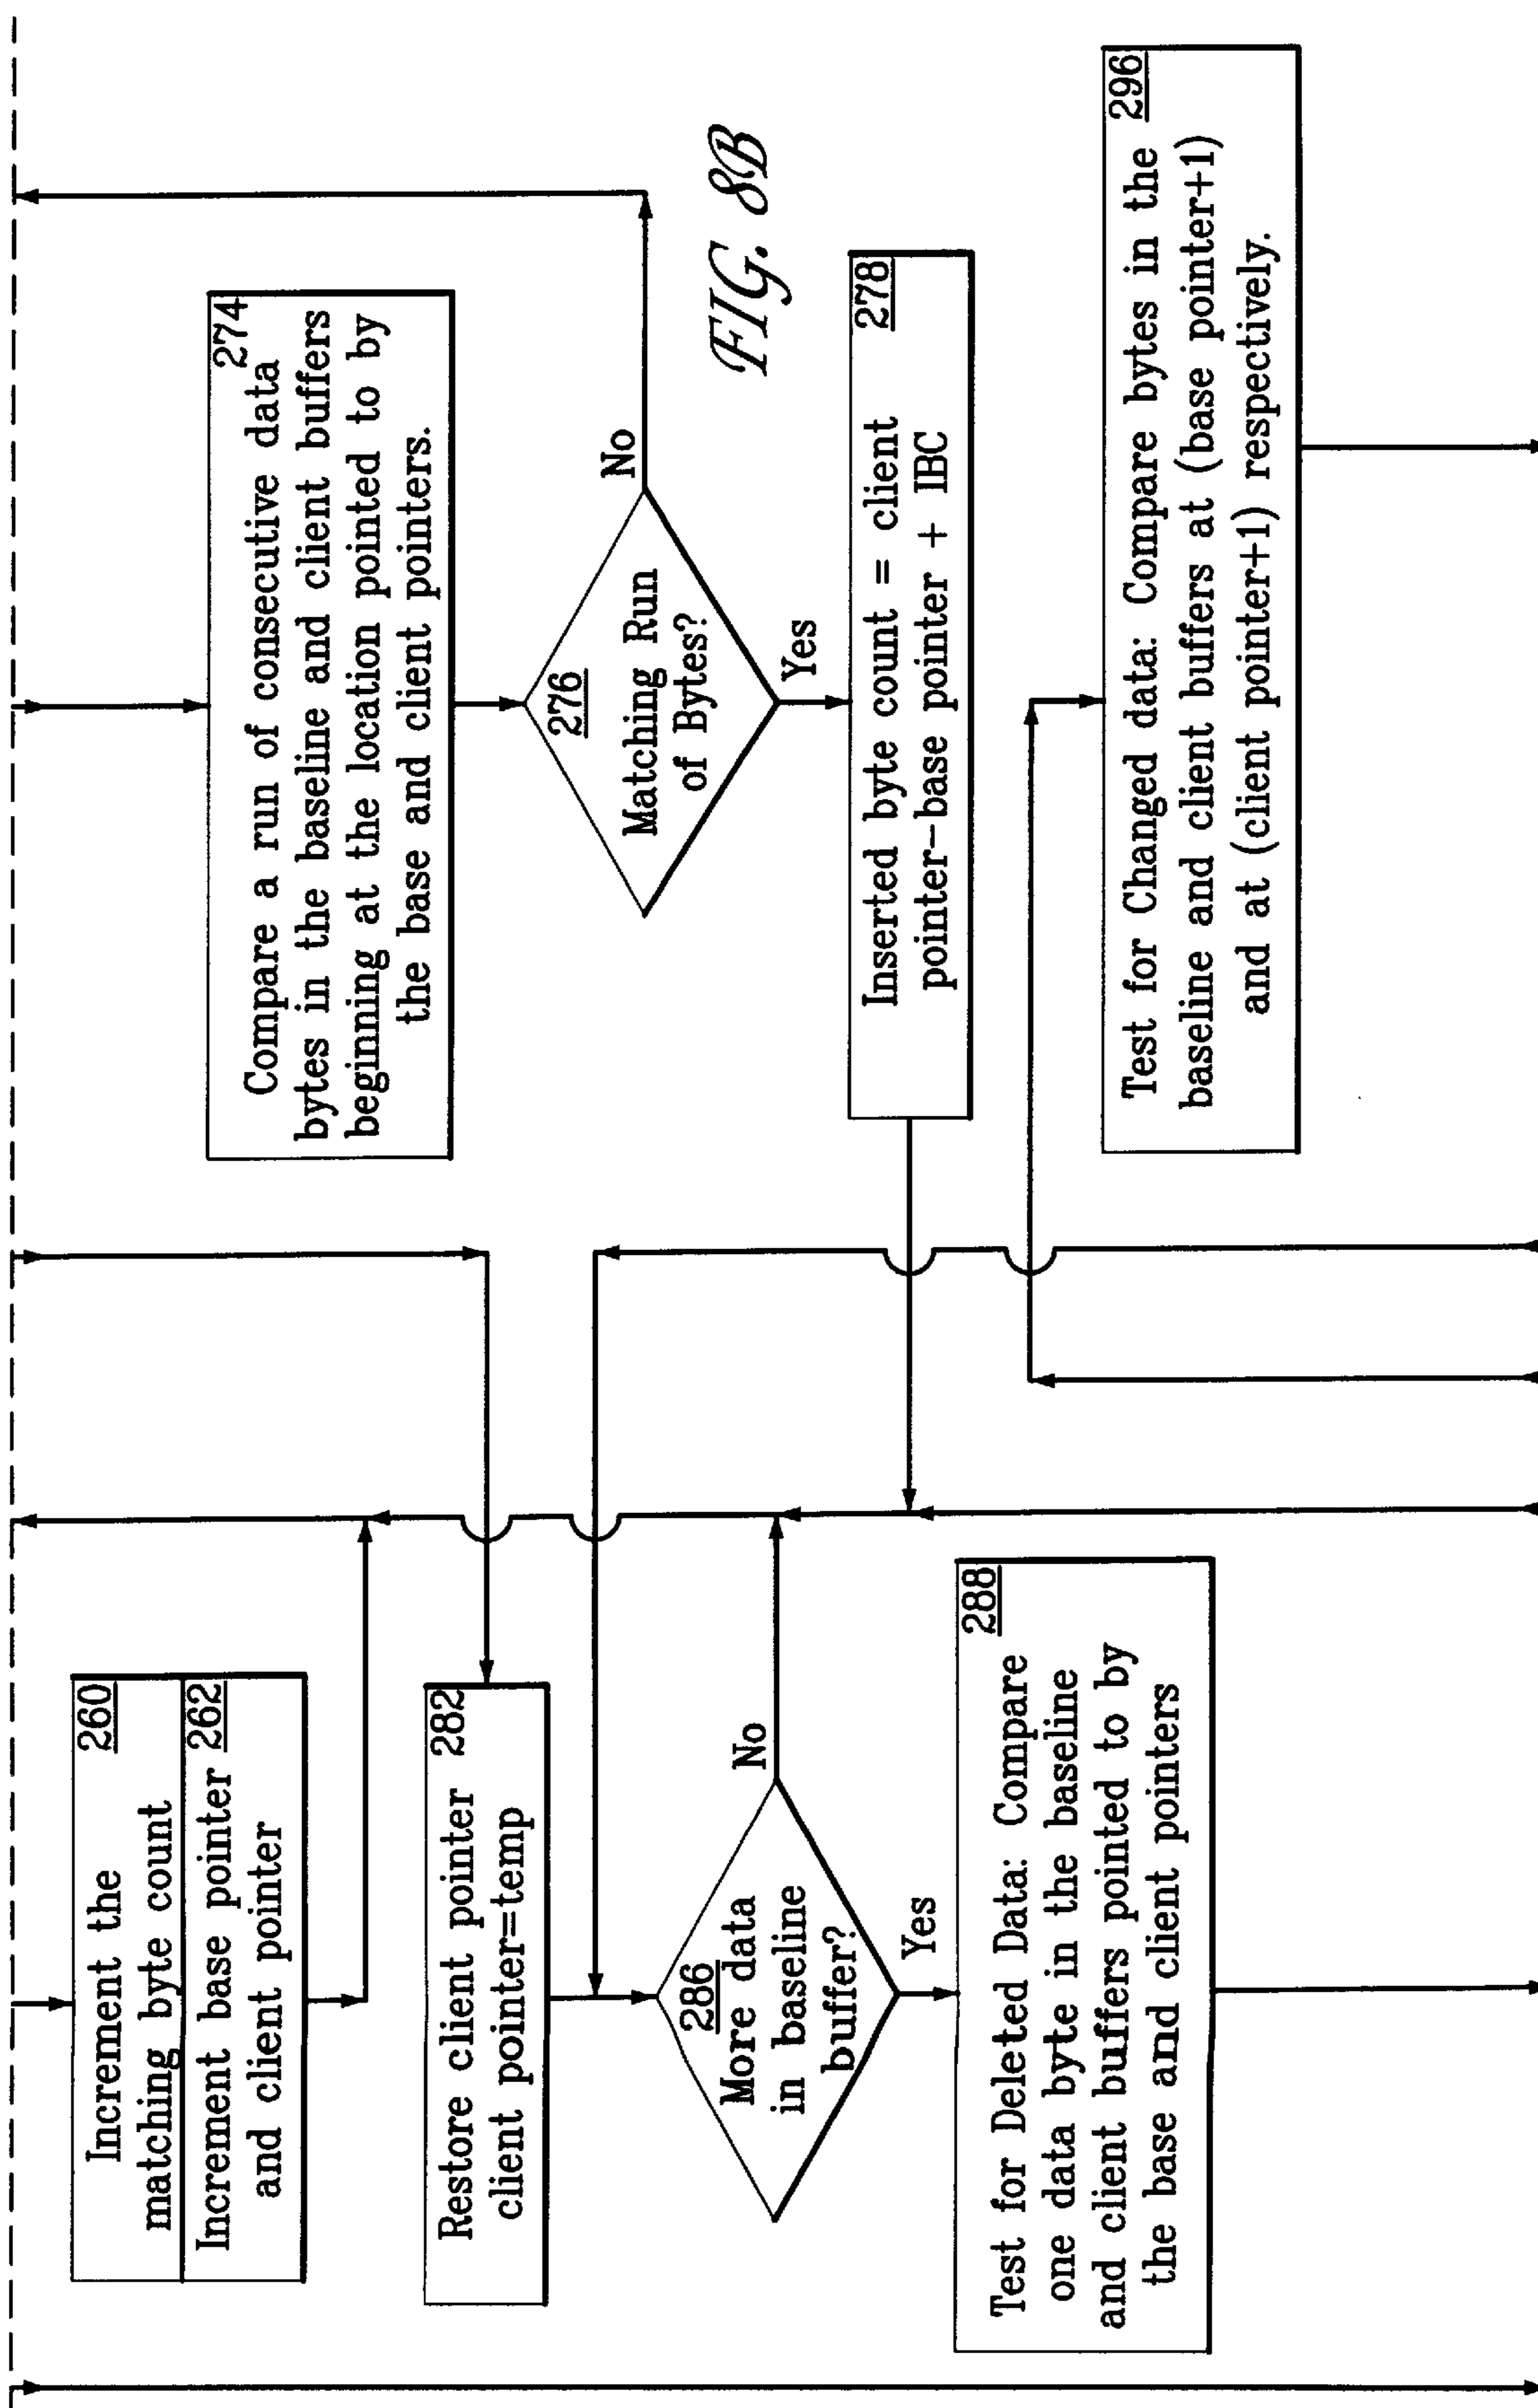 260
Increment the
matching byte count
Increment base pointer 262
and client pointer
Restore client pointer 282
client pointer=temp
286
More data
in baseline
buffer?
No
Yes
288
Test for Deleted Data: Compare
one data byte in the baseline
and client buffers pointed to by
the base and client pointers
274
Compare a run of consecutive data
bytes in the baseline and client buffers
beginning at the location pointed to by
the base and client pointers.
276
Matching Run
of Bytes?
No
Yes
FIG. 8B
278
Inserted byte count = client
pointer-base pointer + IBC
Test for Changed data: Compare bytes in the 296
baseline and client buffers at (base pointer+1)
and at (client pointer+1) respectively.